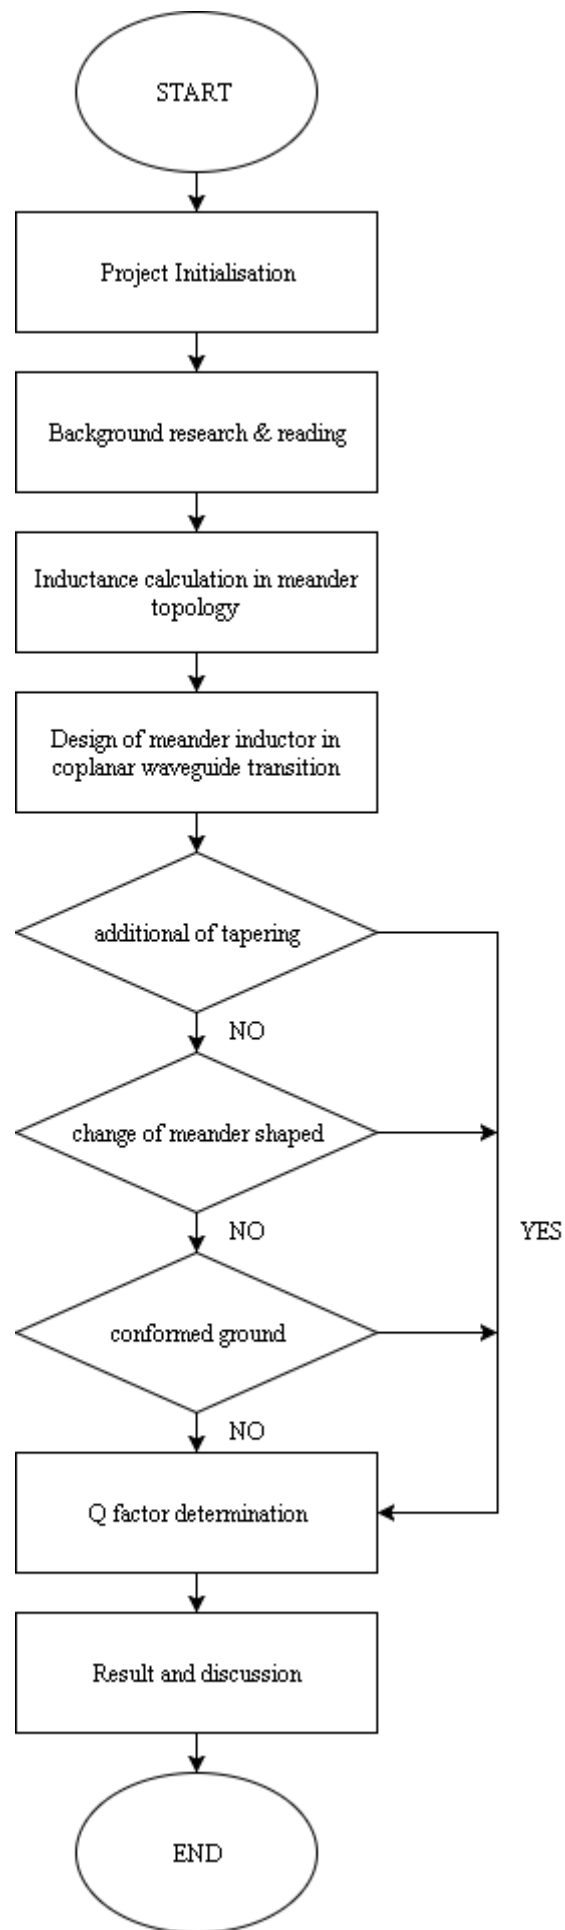 START
Project Initialisation
Background research & reading
Inductance calculation in meander
topology
Design of meander inductor in
coplanar waveguide transition
additional of tapering
NO
change of meander shaped
NO
YES
conformed ground
NO
Q factor determination
Result and discussion
END